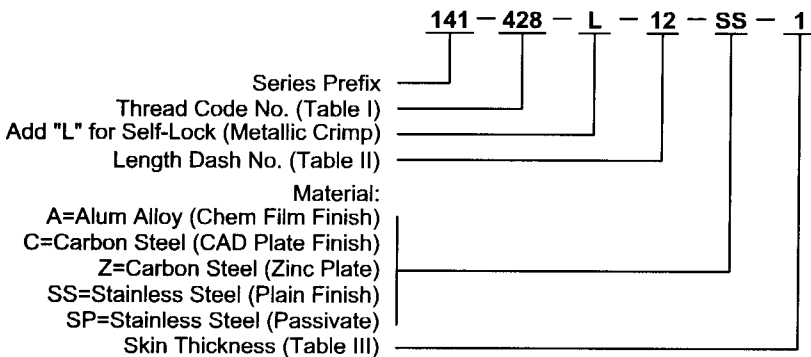 141 – 428 – L – 12 – SS – 1
Series Prefix
Thread Code No. (Table I)
Add "L" for Self-Lock (Metallic Crimp)
Length Dash No. (Table II)
Material:
A=Alum Alloy (Chem Film Finish)
C=Carbon Steel (CAD Plate Finish)
Z=Carbon Steel (Zinc Plate)
SS=Stainless Steel (Plain Finish)
SP=Stainless Steel (Passivate)
Skin Thickness (Table III)